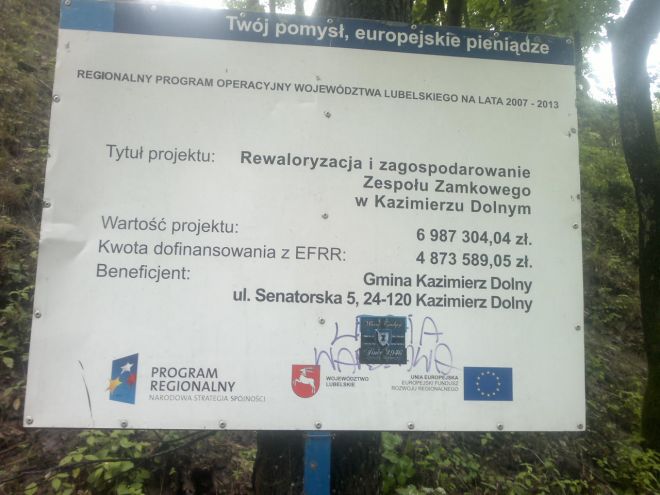 Twój pomysł, europejskie pieniądze
REGIONALNY PROGRAM OPERACYJNY WOJEWÓDZTWA LUBELSKIEGO NA LATA 2007 - 2013
Tytuł projektu: Rewaloryzacja i zagospodarowanie
Zespołu Zamkowego
w Kazimierzu Dolnym
Wartość projektu: 6 987 304,04 zł.
Kwota dofinansowania z EFRR: 4 873 589,05 zł.
Beneficjent: Gmina Kazimierz Dolny
ul. Senatorska 5, 24-120 Kazimierz Dolny
PROGRAM
REGIONALNY
NARODOWA STRATEGIA SPÓJNOŚCI
WOJEWÓDZTWO
LUBELSKIE
UNIA EUROPEJSKA
EUROPEJSKI FUNDUSZ
ROZWOJU REGIONALNEGO